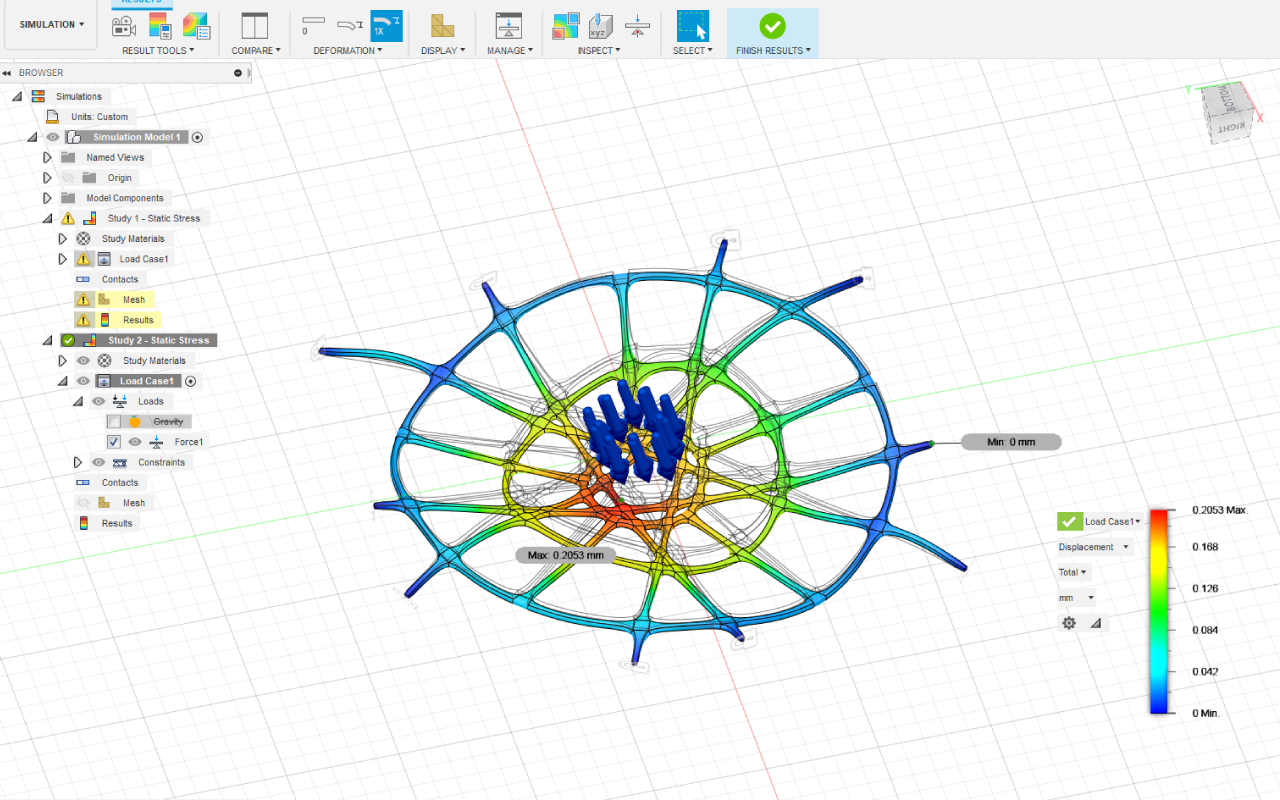 RESULTS
SIMULATION
0
1X
RESULT TOOLS
COMPARE
DEFORMATION
DISPLAY
MANAGE
INSPECT
SELECT
FINISH RESULTS
BROWSER
Simulations
Units: Custom
Simulation Model 1
Named Views
Origin
Model Components
Study 1 - Static Stress
Study Materials
Load Case1
Contacts
Mesh
Results
Study 2 - Static Stress
Study Materials
Load Case1
Loads
Gravity
Force1
Constraints
Contacts
Mesh
Results
xyz
BOTTOM
RIGHT
Y
X
Min: 0 mm
Max: 0.2053 mm
Load Case1
Displacement
Total
mm
0.2053 Max.
0.168
0.126
0.084
0.042
0 Min.